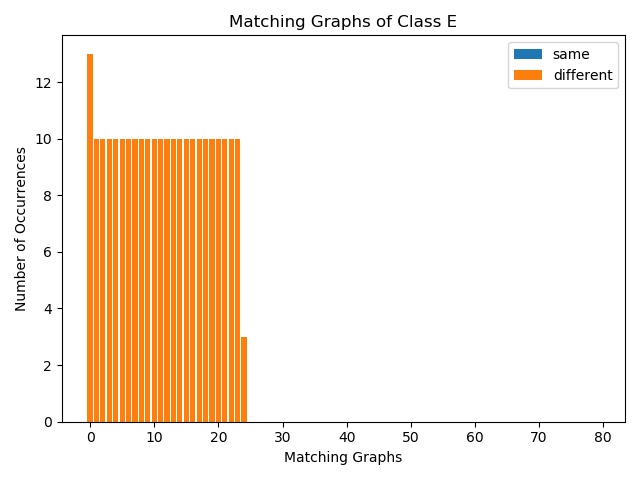 Matching Graphs of Class E
same
different
12
10
8
6
4
2
0
Number of Occurrences
0 10 20 30 40 50 60 70 80
Matching Graphs